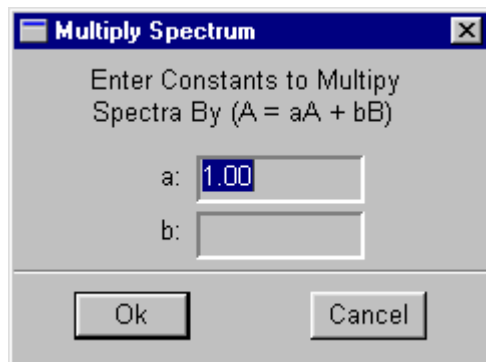 Multiply Spectrum
Enter Constants to Multipy
Spectra By (A = aA + bB)
a: 1.00
b:
Ok Cancel